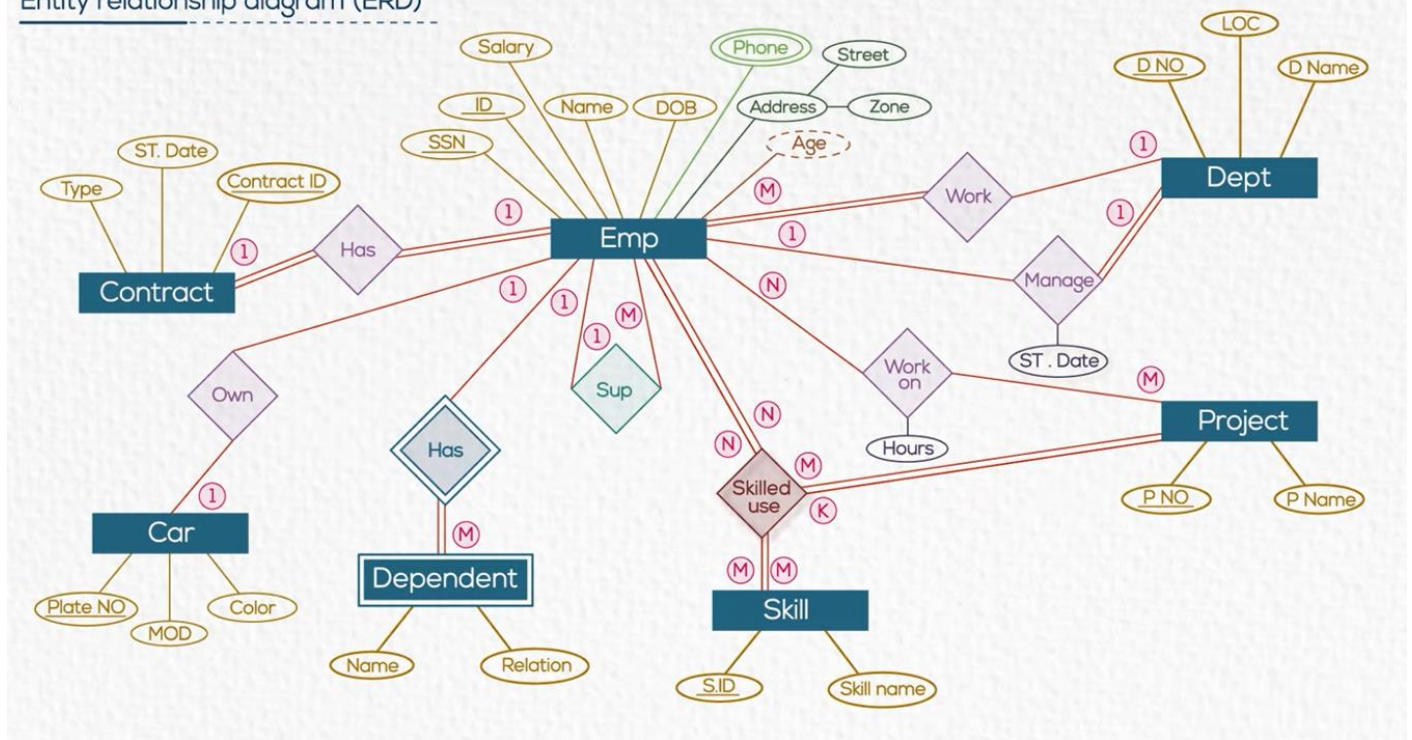 Entity relationship diagram (ERD)
LOC
D NO
D Name
Salary
Phone
Street
ID
Name
DOB
Address
Zone
SSN
Age
ST. Date
Type
Contract ID
M
1
Work
Dept
1
1
1
1
Has
Emp
Contract
Manage
1
1
N
1
M
ST . Date
Own
Sup
Work on
M
Hours
Project
Has
N
N
M
Skilled use
K
P NO
P Name
1
Car
M
Dependent
M
M
Skill
Plate NO
MOD
Color
Name
Relation
S.ID
Skill name